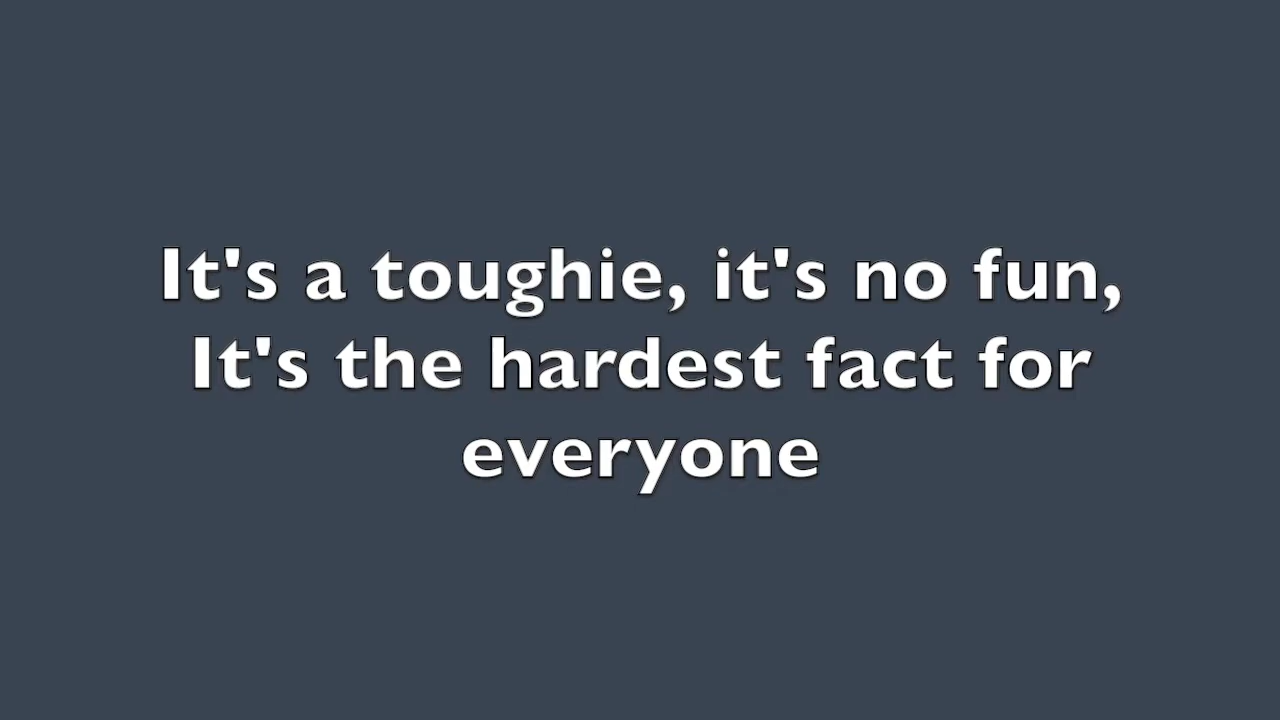 It's a toughie, it's no fun,
It's the hardest fact for
everyone